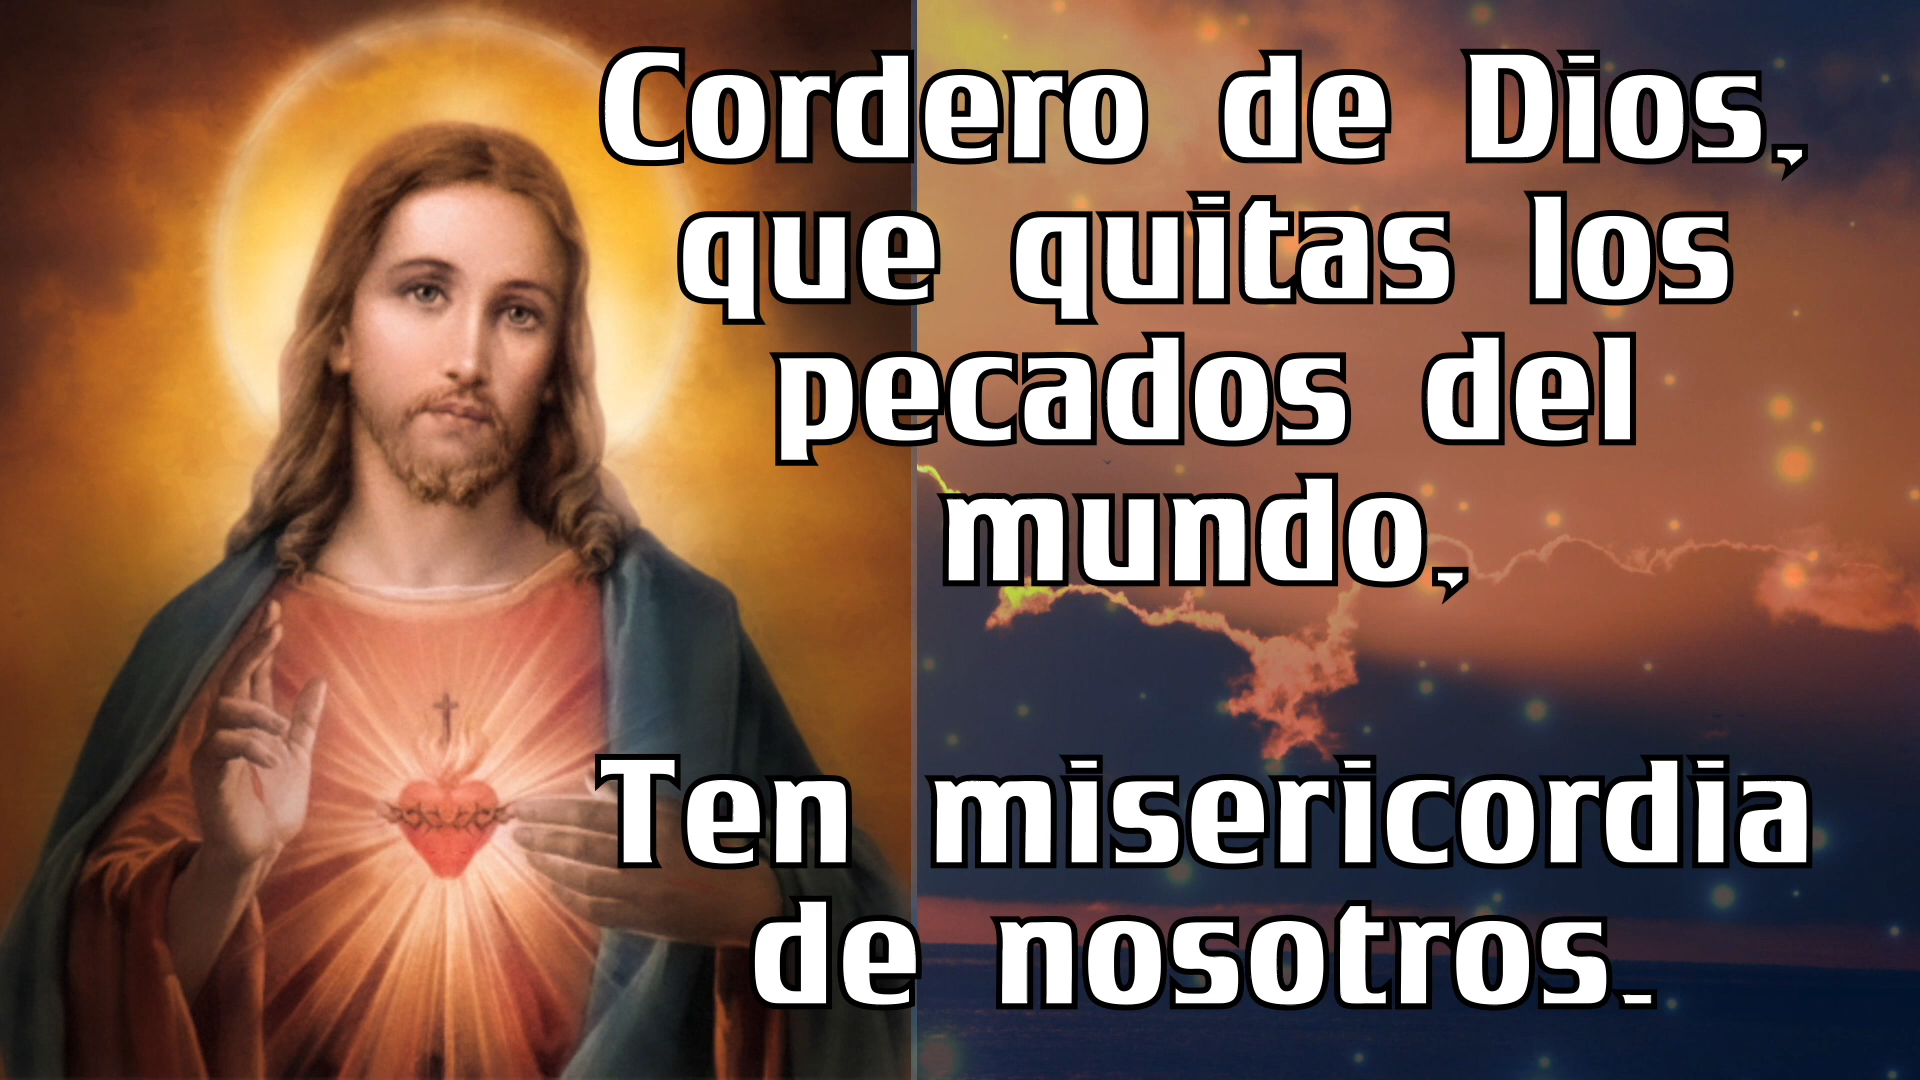 Cordero de Dios,
que quitas los
pecados del
mundo,
Ten misericordia
de nosotros.